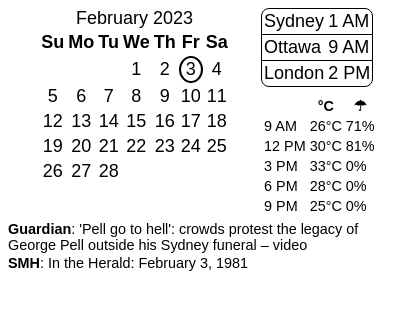 February 2023
Su Mo Tu We Th Fr Sa
1 2 3 4
5 6 7 8 9 10 11
12 13 14 15 16 17 18
19 20 21 22 23 24 25
26 27 28
Sydney 1 AM
Ottawa 9 AM
London 2 PM
°C ☂
9 AM 26°C 71%
12 PM 30°C 81%
3 PM 33°C 0%
6 PM 28°C 0%
9 PM 25°C 0%
Guardian: 'Pell go to hell': crowds protest the legacy of
George Pell outside his Sydney funeral – video
SMH: In the Herald: February 3, 1981